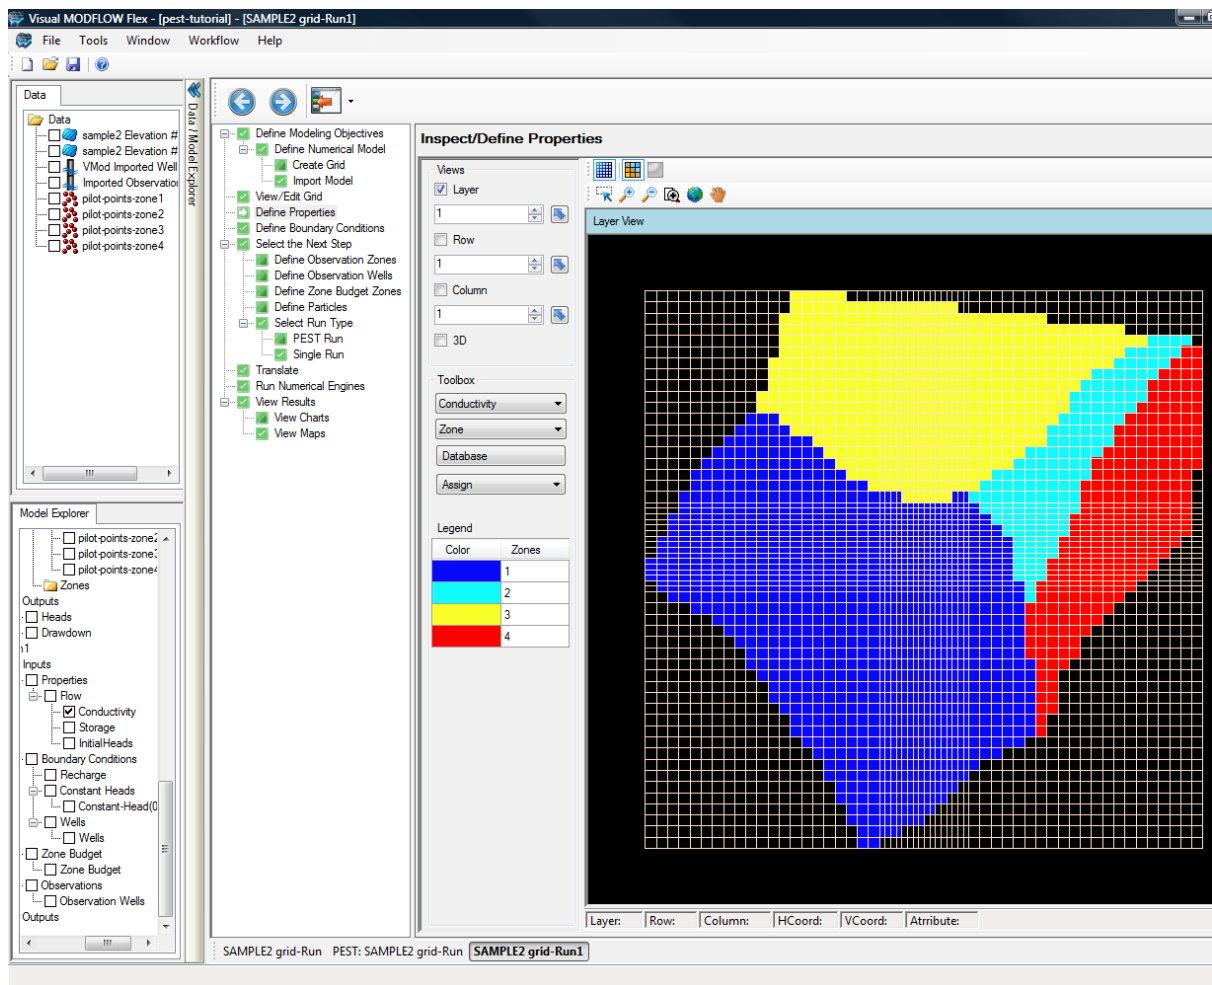 Visual MODFLOW Flex - [pest-tutorial] - [SAMPLE2 grid-Run1]
File Tools Window Workflow Help
Data
Data
sample2 Elevation #
sample2 Elevation #
VMod Imported Well
Imported Observation
pilot-points-zone1
pilot-points-zone2
pilot-points-zone3
pilot-points-zone4
Data / Model Explorer
Model Explorer
pilot-points-zone2
pilot-points-zone3
pilot-points-zone4
Zones
Outputs
Heads
Drawdown
1
Inputs
Properties
Flow
Conductivity
Storage
InitialHeads
Boundary Conditions
Recharge
Constant Heads
Constant-Head(0
Wells
Wells
Zone Budget
Zone Budget
Observations
Observation Wells
Outputs
Define Modeling Objectives
Define Numerical Model
Create Grid
Import Model
View/Edit Grid
Define Properties
Define Boundary Conditions
Select the Next Step
Define Observation Zones
Define Observation Wells
Define Zone Budget Zones
Define Particles
Select Run Type
PEST Run
Single Run
Translate
Run Numerical Engines
View Results
View Charts
View Maps
Inspect/Define Properties
Views
Layer
1
Row
1
Column
1
3D
Toolbox
Conductivity
Zone
Database
Assign
Legend
Color Zones
1
2
3
4
Layer View
Layer: Row: Column: HCoord: VCoord: Atrribute:
SAMPLE2 grid-Run PEST: SAMPLE2 grid-Run SAMPLE2 grid-Run1